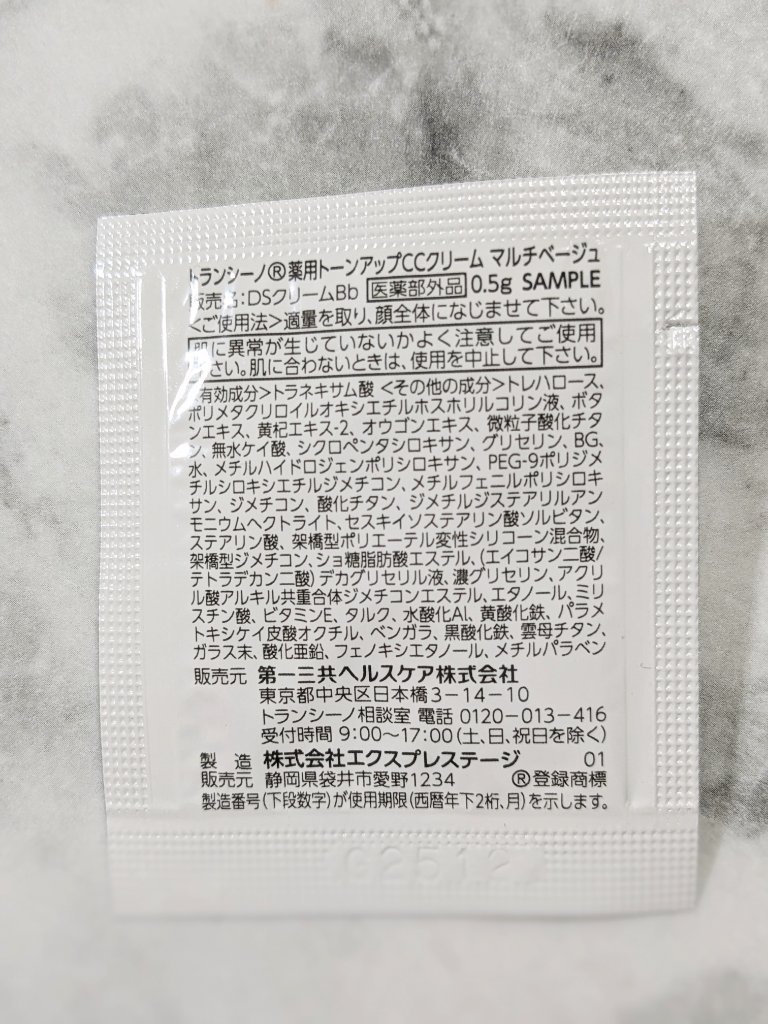 トランシーノ®薬用トーンアップCCクリーム マルチベージュ
販売名:DSクリームBb 医薬部外品 0.5g SAMPLE
<ご使用法>適量を取り、顔全体になじませて下さい。
肌に異常が生じていないかよく注意してご使用
下さい。肌に合わないときは、使用を中止して下さい。
<有効成分>トラネキサム酸 <その他の成分>トレハロース、
ポリメタクリロイルオキシエチルホスホリルコリン液、ボタ
ンエキス、黄杞エキス-2、オウゴンエキス、微粒子酸化チタ
ン、無水ケイ酸、シクロペンタシロキサン、グリセリン、BG、
水、メチルハイドロジェンポリシロキサン、PEG-9ポリジメ
チルシロキシエチルジメチコン、メチルフェニルポリシロキ
サン、ジメチコン、酸化チタン、ジメチルジステアリルアン
モニウムヘクトライト、セスキイソステアリン酸ソルビタン、
ステアリン酸、架橋型ポリエーテル変性シリコーン混合物、
架橋型ジメチコン、ショ糖脂肪酸エステル、(エイコサン二酸/
テトラデカン二酸)デカグリセリル液、濃グリセリン、アクリ
ル酸アルキル共重合体ジメチコンエステル、エタノール、ミリ
スチン酸、ビタミンE、タルク、水酸化Al、黄酸化鉄、パラメ
トキシケイ皮酸オクチル、ベンガラ、黒酸化鉄、雲母チタン、
ガラス末、酸化亜鉛、フェノキシエタノール、メチルパラベン
販売元 第一三共ヘルスケア株式会社
東京都中央区日本橋3-14-10
トランシーノ相談室 電話 0120-013-416
受付時間 9:00~17:00(土、日、祝日を除く)
製 造 株式会社エクスプレステージ 01
販売元 静岡県袋井市愛野1234 ®登録商標
製造番号(下段数字)が使用期限(西暦年下2桁、月)を示します。
G2512